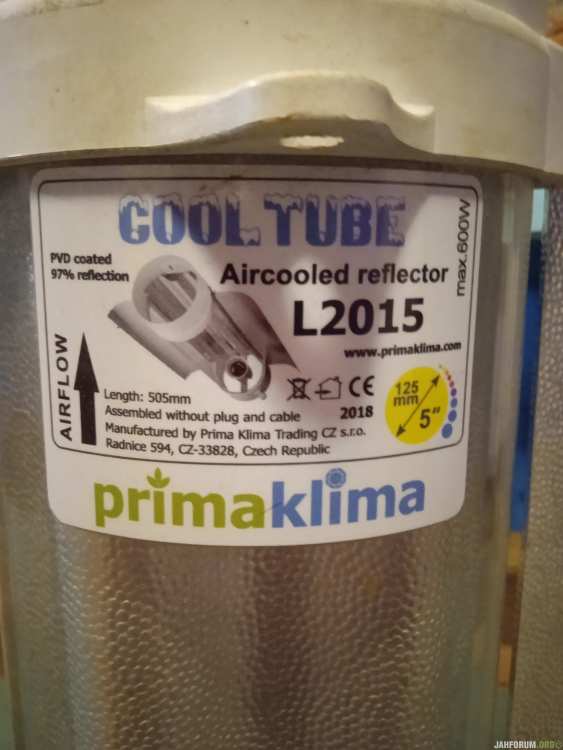 COOL TUBE
PVD coated
97% reflection
Aircooled reflector
max.600W
L2015
www.primaklima.com
AIRFLOW
Length: 505mm
CE
125
mm
5"
Assembled without plug and cable
2018
Manufactured by Prima Klima Trading CZ s.r.o.
Radnice 594, CZ-33828, Czech Republic
primaklima
JAHFORUM.ORG